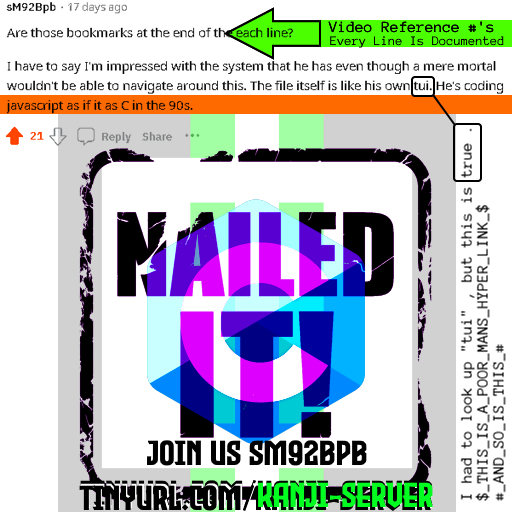 sM92Bpb · 17 days ago
Are those bookmarks at the end of the each line?
Video Reference #'s
Every Line Is Documented
I have to say I'm impressed with the system that he has even though a mere mortal
wouldn't be able to navigate around this. The file itself is like his own tui. He's coding
javascript as if it as C in the 90s.
21 Reply Share ···
NAILED
IT!
JOIN US SM92BPB
TINYURL.COM/KANJI-SERVER
I had to look up "tui" , but this is true .
$_THIS_IS_A_POOR_MANS_HYPER_LINK_$
#_AND_SO_IS_THIS_#